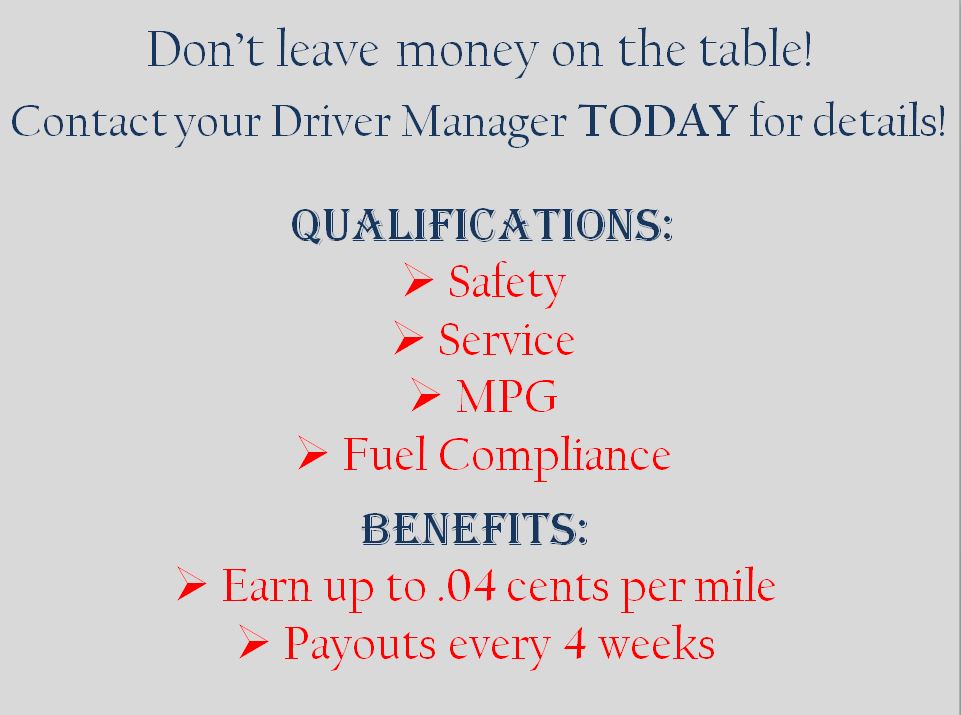 Don't leave money on the table!
Contact your Driver Manager TODAY for details!
QUALIFICATIONS:
➢ Safety
➢ Service
➢ MPG
➢ Fuel Compliance
BENEFITS:
➢ Earn up to .04 cents per mile
➢ Payouts every 4 weeks